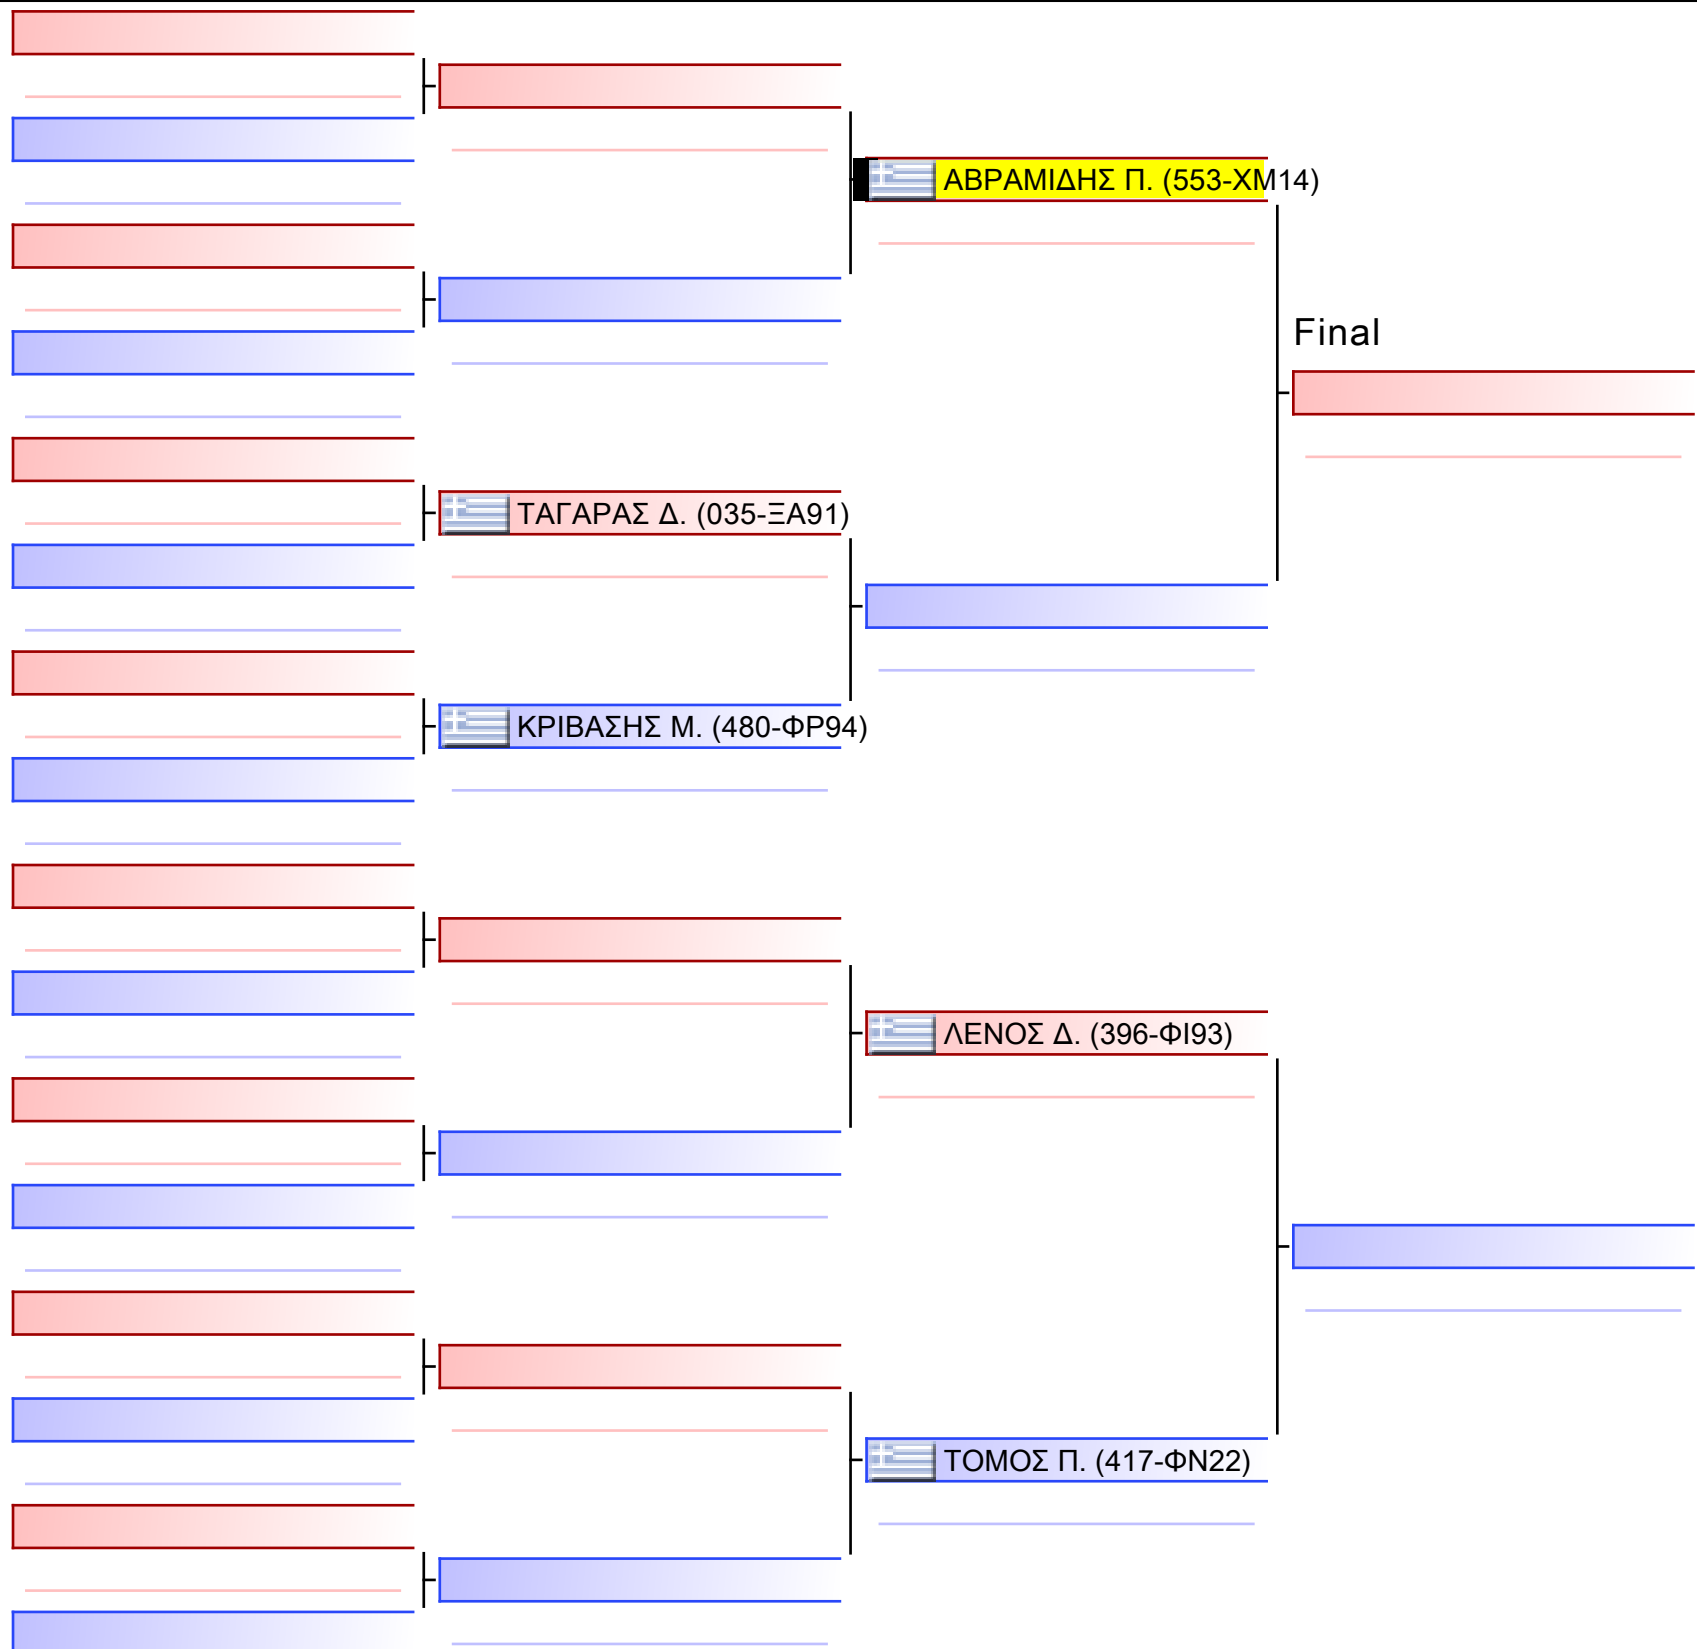 ΑΒΡΑΜΙΔΗΣ Π. (553-ΧΜ14)
Final
ΤΑΓΑΡΑΣ Δ. (035-ΞΑ91)
ΚΡΙΒΑΣΗΣ Μ. (480-ΦΡ94)
ΛΕΝΟΣ Δ. (396-ΦΙ93)
ΤΟΜΟΣ Π. (417-ΦΝ22)